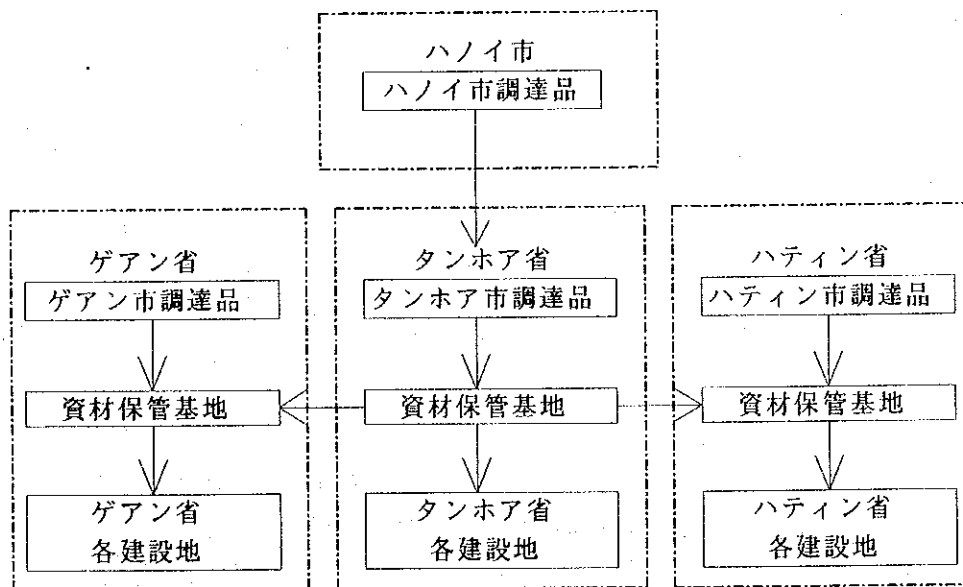 ハノイ市
ハノイ市調達品
ゲアン省
ゲアン市調達品
資材保管基地
ゲアン省
各建設地
タンホア省
タンホア市調達品
資材保管基地
タンホア省
各建設地
ハティン省
ハティン市調達品
資材保管基地
ハティン省
各建設地